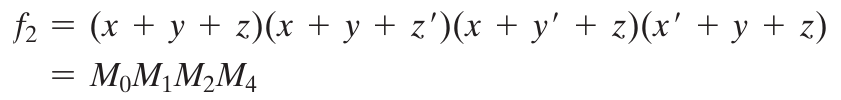 f₂ = (x + y + z)(x + y + z′)(x + y′ + z)(x′ + y + z)
= M₀M₁M₂M₄